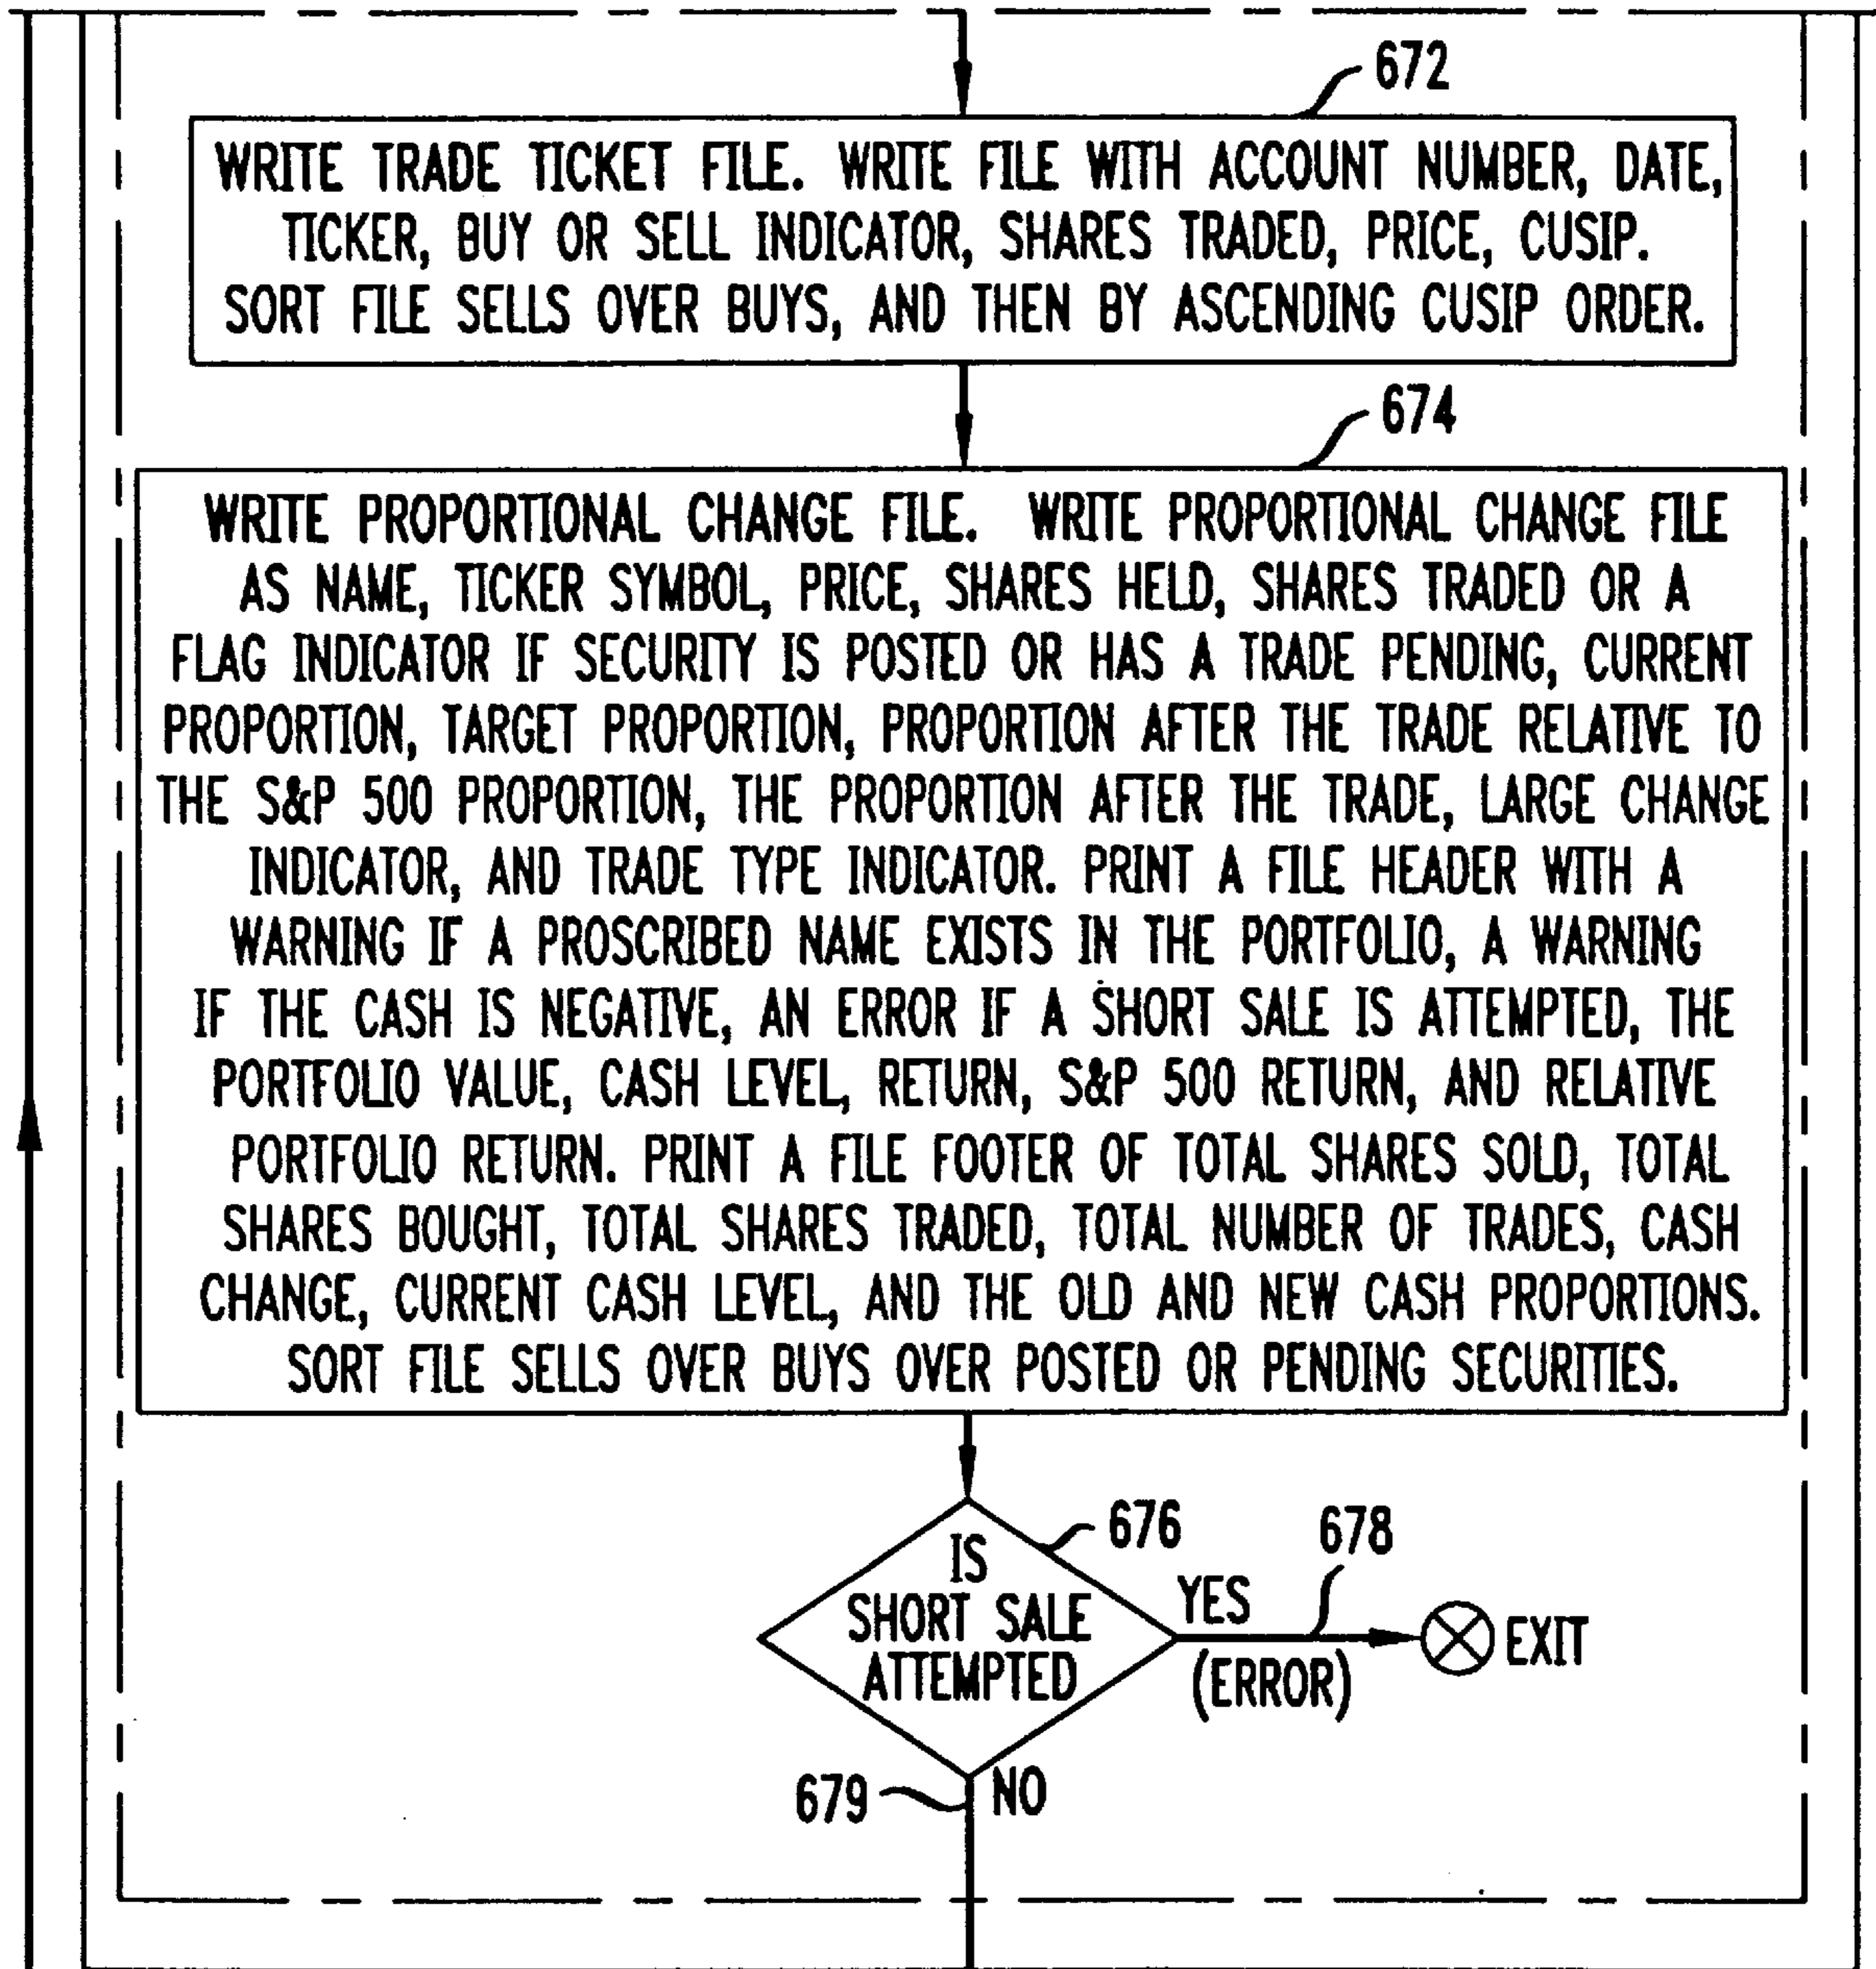 672
WRITE TRADE TICKET FILE. WRITE FILE WITH ACCOUNT NUMBER, DATE,
TICKER, BUY OR SELL INDICATOR, SHARES TRADED, PRICE, CUSIP.
SORT FILE SELLS OVER BUYS, AND THEN BY ASCENDING CUSIP ORDER.
674
WRITE PROPORTIONAL CHANGE FILE. WRITE PROPORTIONAL CHANGE FILE
AS NAME, TICKER SYMBOL, PRICE, SHARES HELD, SHARES TRADED OR A
FLAG INDICATOR IF SECURITY IS POSTED OR HAS A TRADE PENDING, CURRENT
PROPORTION, TARGET PROPORTION, PROPORTION AFTER THE TRADE RELATIVE TO
THE S&P 500 PROPORTION, THE PROPORTION AFTER THE TRADE, LARGE CHANGE
INDICATOR, AND TRADE TYPE INDICATOR. PRINT A FILE HEADER WITH A
WARNING IF A PROSCRIBED NAME EXISTS IN THE PORTFOLIO, A WARNING
IF THE CASH IS NEGATIVE, AN ERROR IF A SHORT SALE IS ATTEMPTED, THE
PORTFOLIO VALUE, CASH LEVEL, RETURN, S&P 500 RETURN, AND RELATIVE
PORTFOLIO RETURN. PRINT A FILE FOOTER OF TOTAL SHARES SOLD, TOTAL
SHARES BOUGHT, TOTAL SHARES TRADED, TOTAL NUMBER OF TRADES, CASH
CHANGE, CURRENT CASH LEVEL, AND THE OLD AND NEW CASH PROPORTIONS.
SORT FILE SELLS OVER BUYS OVER POSTED OR PENDING SECURITIES.
676
678
IS
SHORT SALE
ATTEMPTED
YES
(ERROR)
EXIT
679
NO